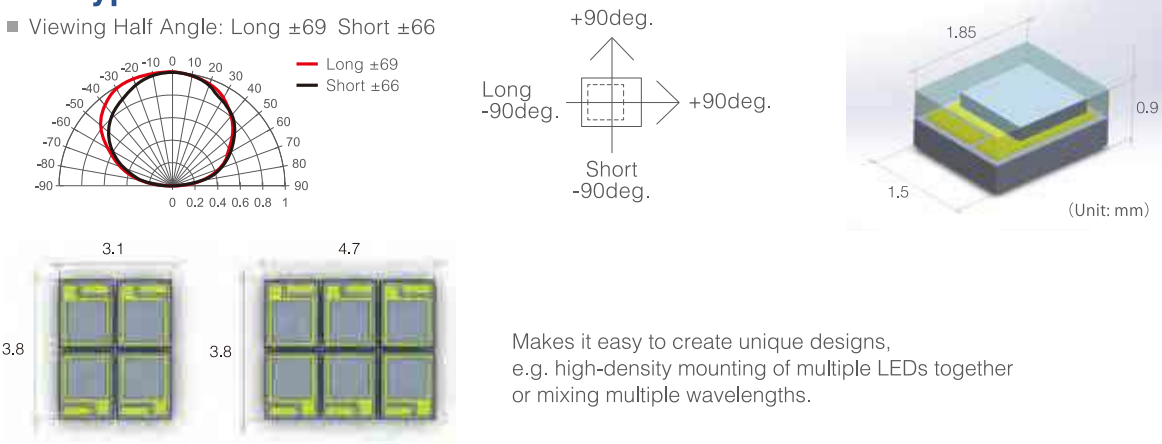 ■ Viewing Half Angle: Long ±69 Short ±66
-90 -80 -70 -60 -50 -40 -30 -20 -10 0 10 20 30 40 50 60 70 80 90
0 0.2 0.4 0.6 0.8 1
Long ±69
Short ±66
+90deg.
Long
-90deg.
+90deg.
Short
-90deg.
1.85
0.9
1.5
(Unit: mm)
3.1
3.8
4.7
3.8
Makes it easy to create unique designs,
e.g. high-density mounting of multiple LEDs together
or mixing multiple wavelengths.